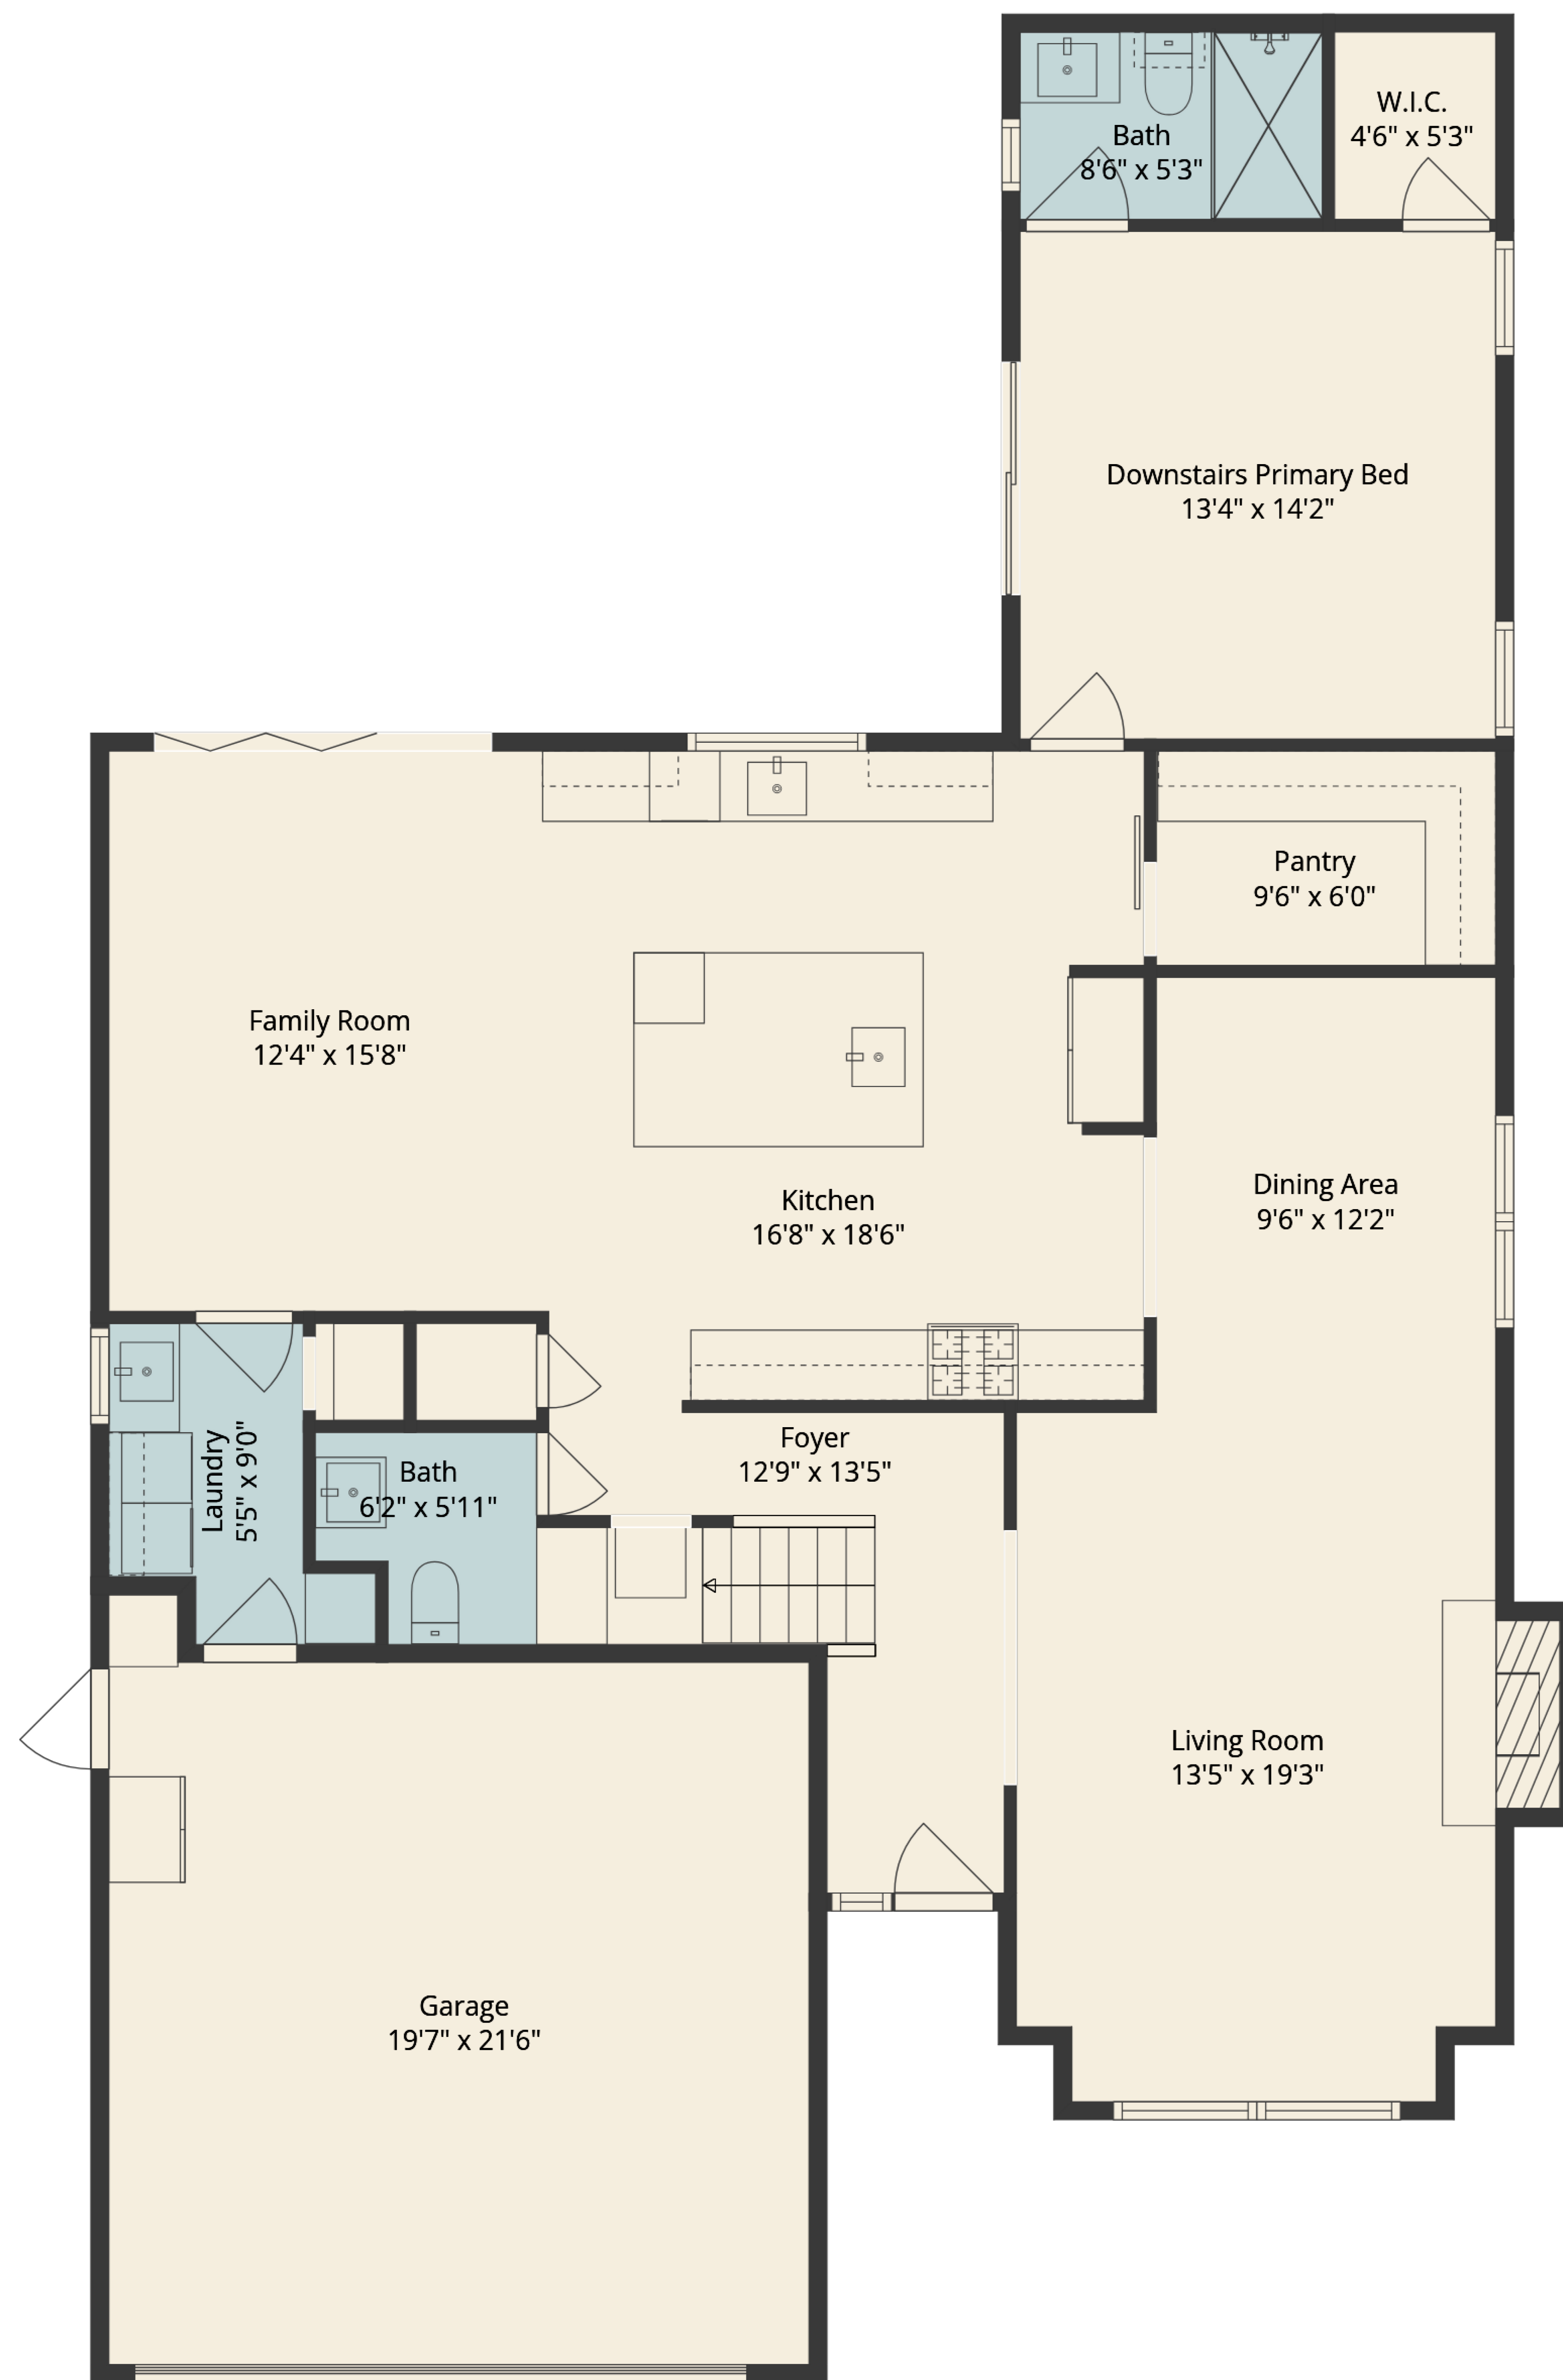 W.I.C.
4'6" x 5'3"
Bath
8'6" x 5'3"
Downstairs Primary Bed
13'4" x 14'2"
Pantry
9'6" x 6'0"
Family Room
12'4" x 15'8"
Kitchen
16'8" x 18'6"
Dining Area
9'6" x 12'2"
Foyer
12'9" x 13'5"
Laundry
5'5" x 9'0"
Bath
6'2" x 5'11"
Living Room
13'5" x 19'3"
Garage
19'7" x 21'6"